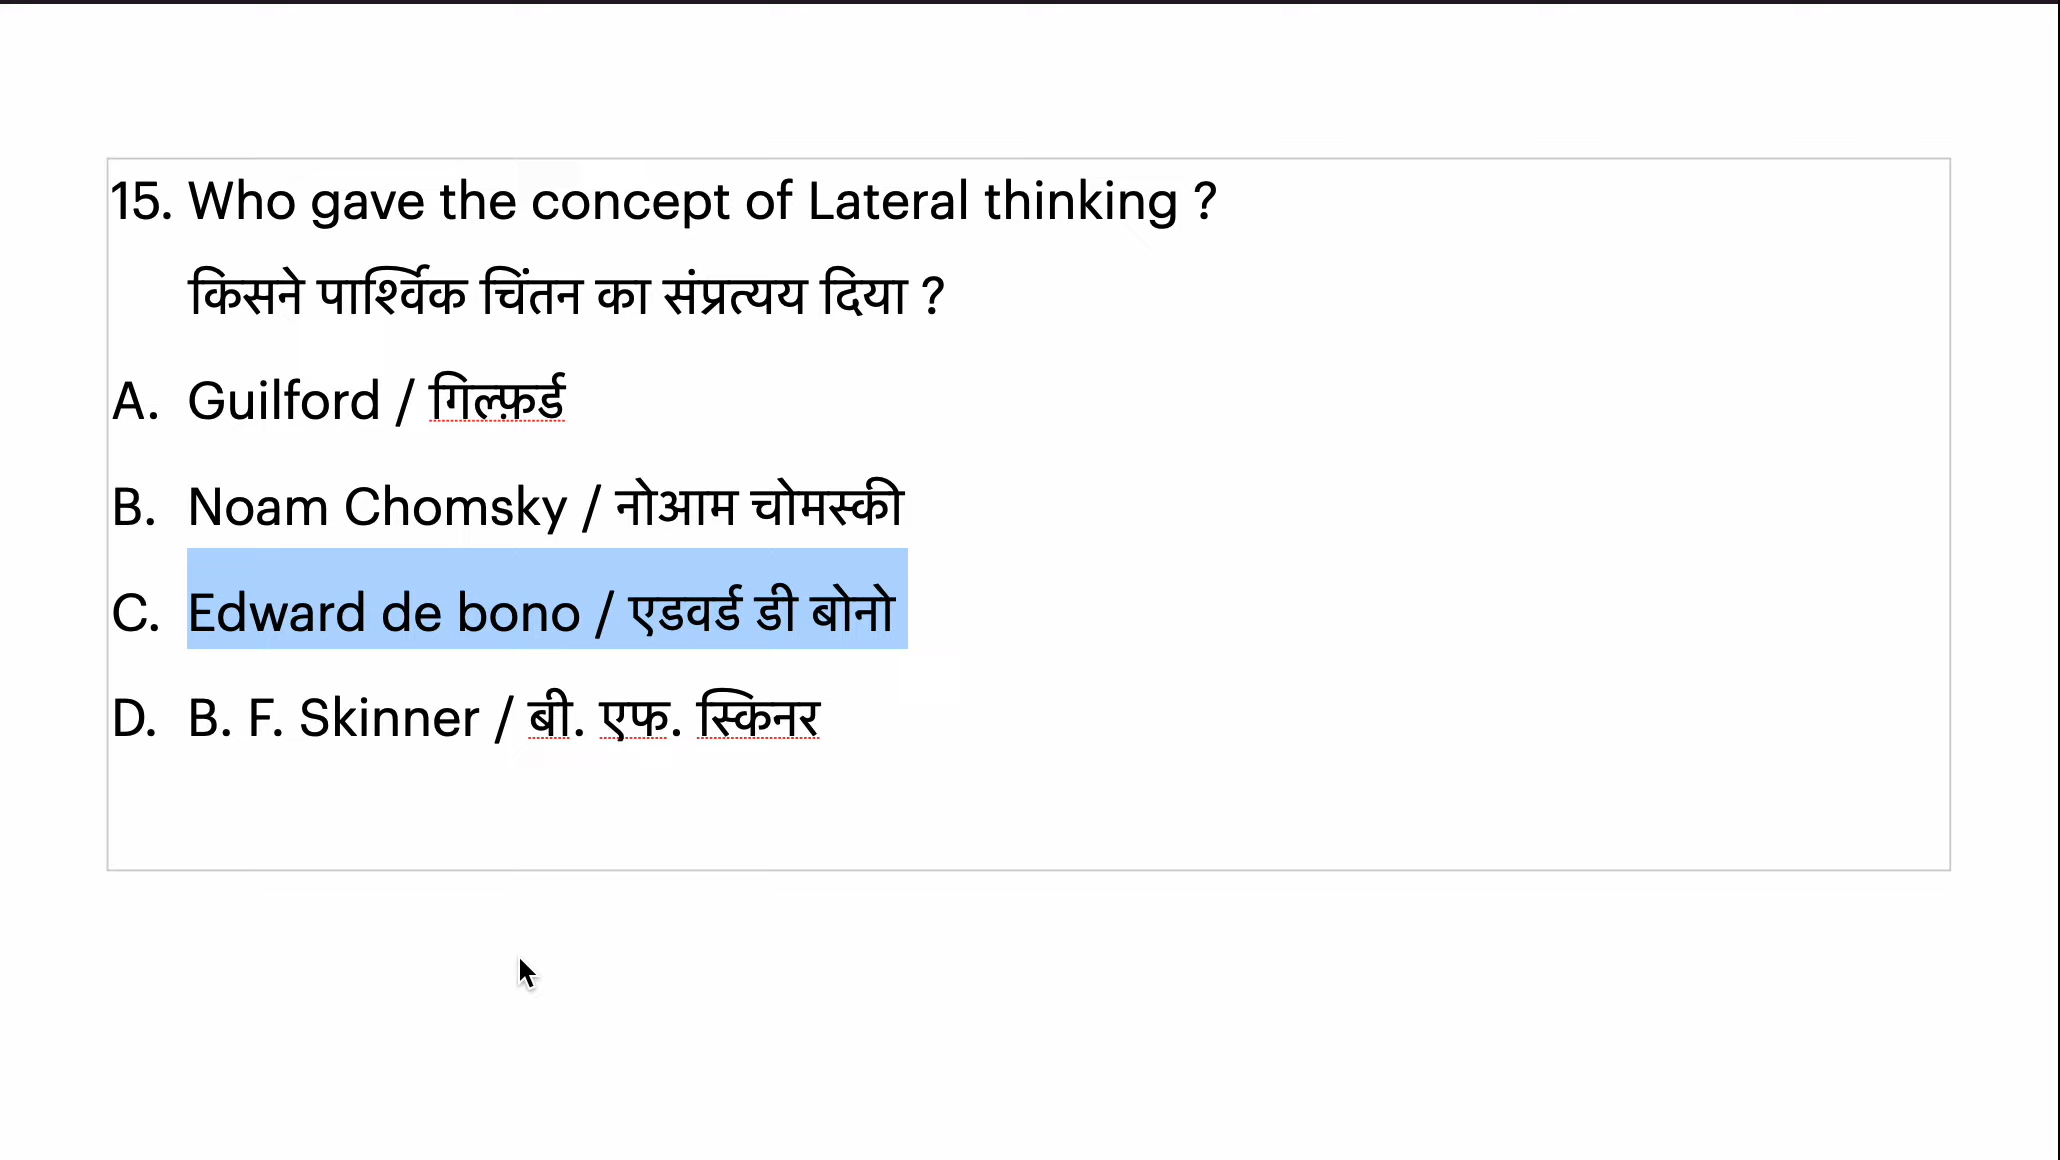 15. Who gave the concept of Lateral thinking ?
किसने पार्श्विक चिंतन का संप्रत्यय दिया ?
A. Guilford / गिल्फ़र्ड
B. Noam Chomsky / नोआम चोमस्की
C. Edward de bono / एडवर्ड डी बोनो
D. B. F. Skinner / बी. एफ. स्किनर